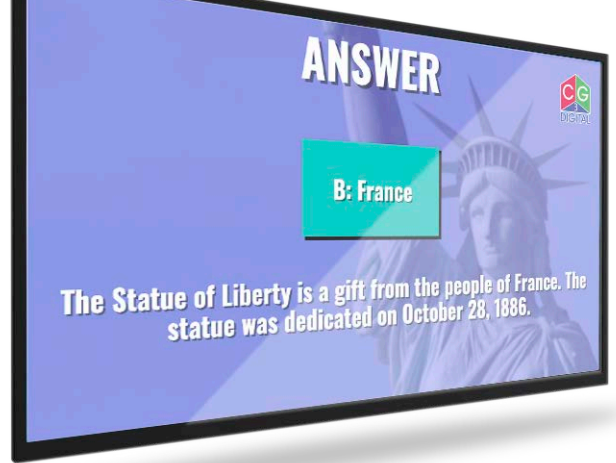 ANSWER
CG
DIGITAL
B: France
The Statue of Liberty is a gift from the people of France. The
statue was dedicated on October 28, 1886.